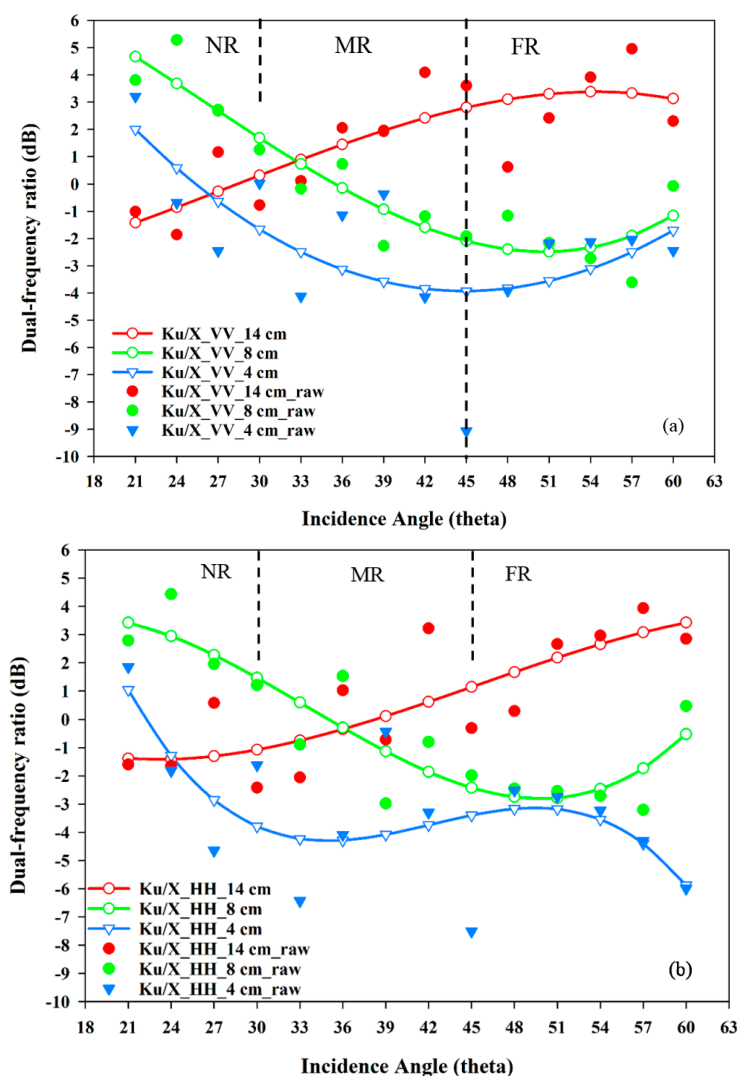 6
5
4
3
2
1
0
-1
-2
-3
-4
-5
-6
-7
-8
-9
-10
Dual-frequency ratio (dB)
NR MR FR
Ku/X_VV_14 cm
Ku/X_VV_8 cm
Ku/X_VV_4 cm
Ku/X_VV_14 cm_raw
Ku/X_VV_8 cm_raw
Ku/X_VV_4 cm_raw
(a)
18 21 24 27 30 33 36 39 42 45 48 51 54 57 60 63
Incidence Angle (theta)
6
5
4
3
2
1
0
-1
-2
-3
-4
-5
-6
-7
-8
-9
-10
Dual-frequency ratio (dB)
NR MR FR
Ku/X_HH_14 cm
Ku/X_HH_8 cm
Ku/X_HH_4 cm
Ku/X_HH_14 cm_raw
Ku/X_HH_8 cm_raw
Ku/X_HH_4 cm_raw
(b)
18 21 24 27 30 33 36 39 42 45 48 51 54 57 60 63
Incidence Angle (theta)